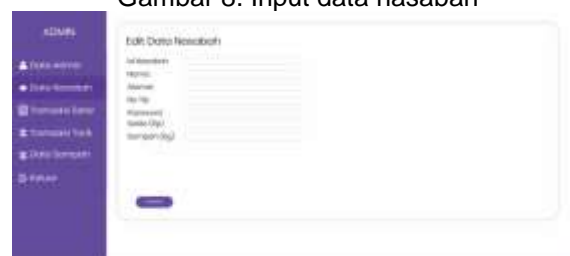 Gambar 8. Input data nasabah
ADMIN
Edit Data Nasabah
Data Admin
Id Nasabah
Nama
Data Nasabah
Alamat
No Hp
Transaksi Setor
Password
Saldo (Rp)
Transaksi Tarik
Sampah (kg)
Data Sampah
Keluar